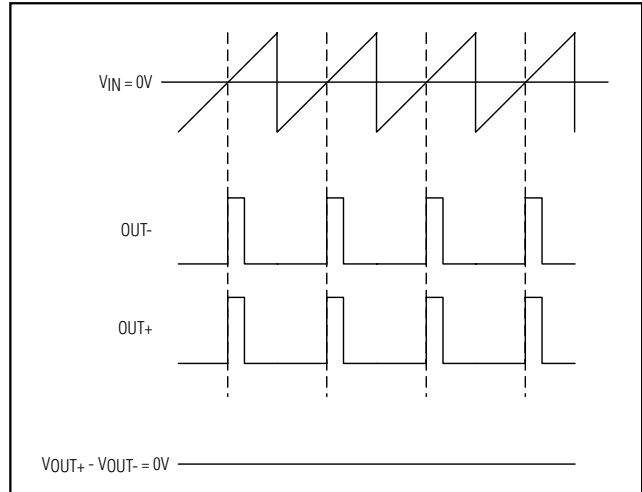 VIN = 0V
OUT-
OUT+
VOUT+ - VOUT- = 0V